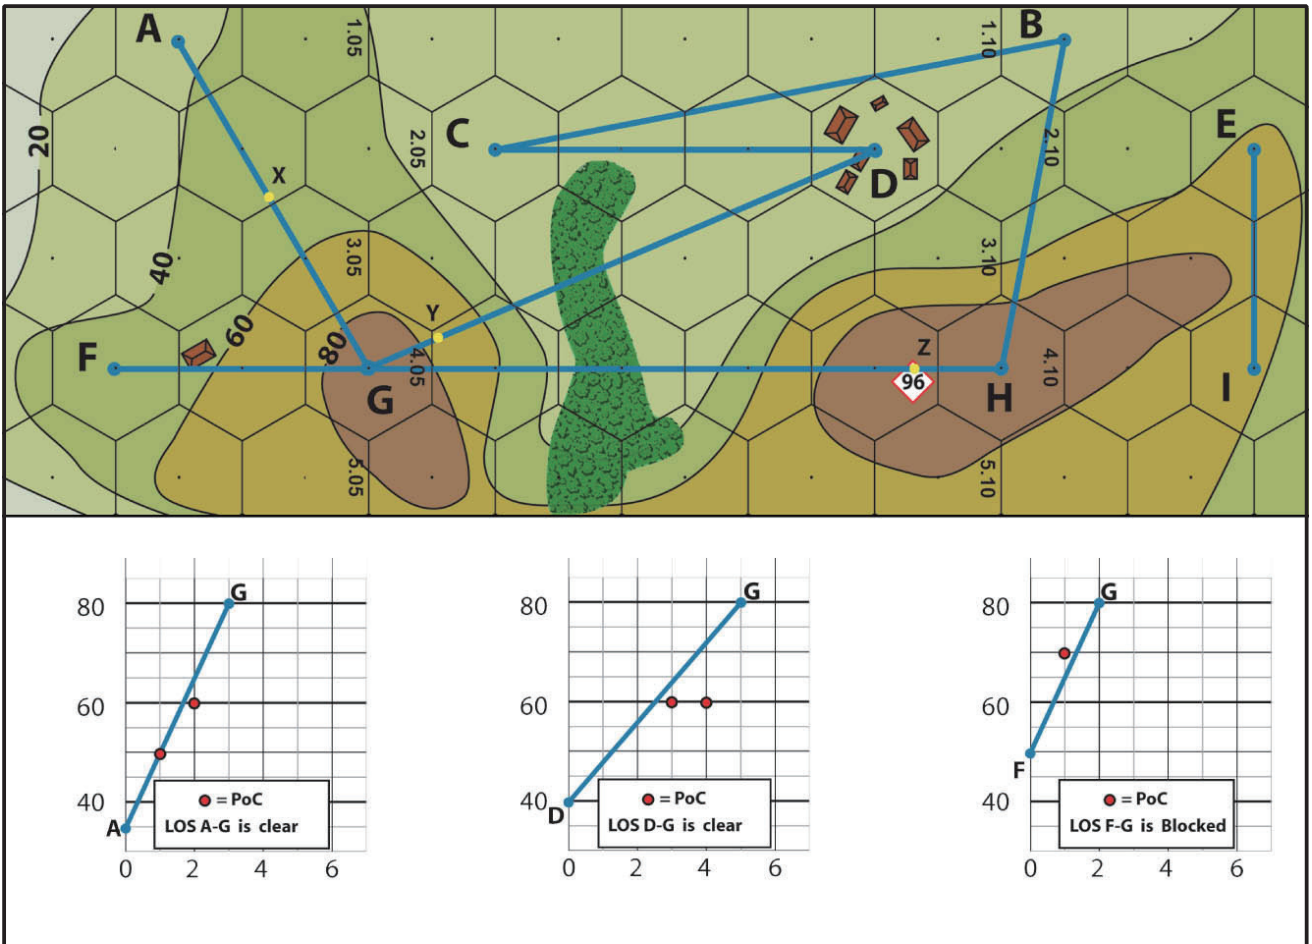 A
1.05
B
1.10
20
C
2.05
D
2.10
E
X
40
60
80
3.05
Y
3.10
F
G
4.05
Z
96
H
4.10
I
5.05
5.10
80
60
40
A
G
= PoC
LOS A-G is clear
0 2 4 6
80
60
40
D
G
= PoC
LOS D-G is clear
0 2 4 6
80
60
40
F
G
= PoC
LOS F-G is Blocked
0 2 4 6